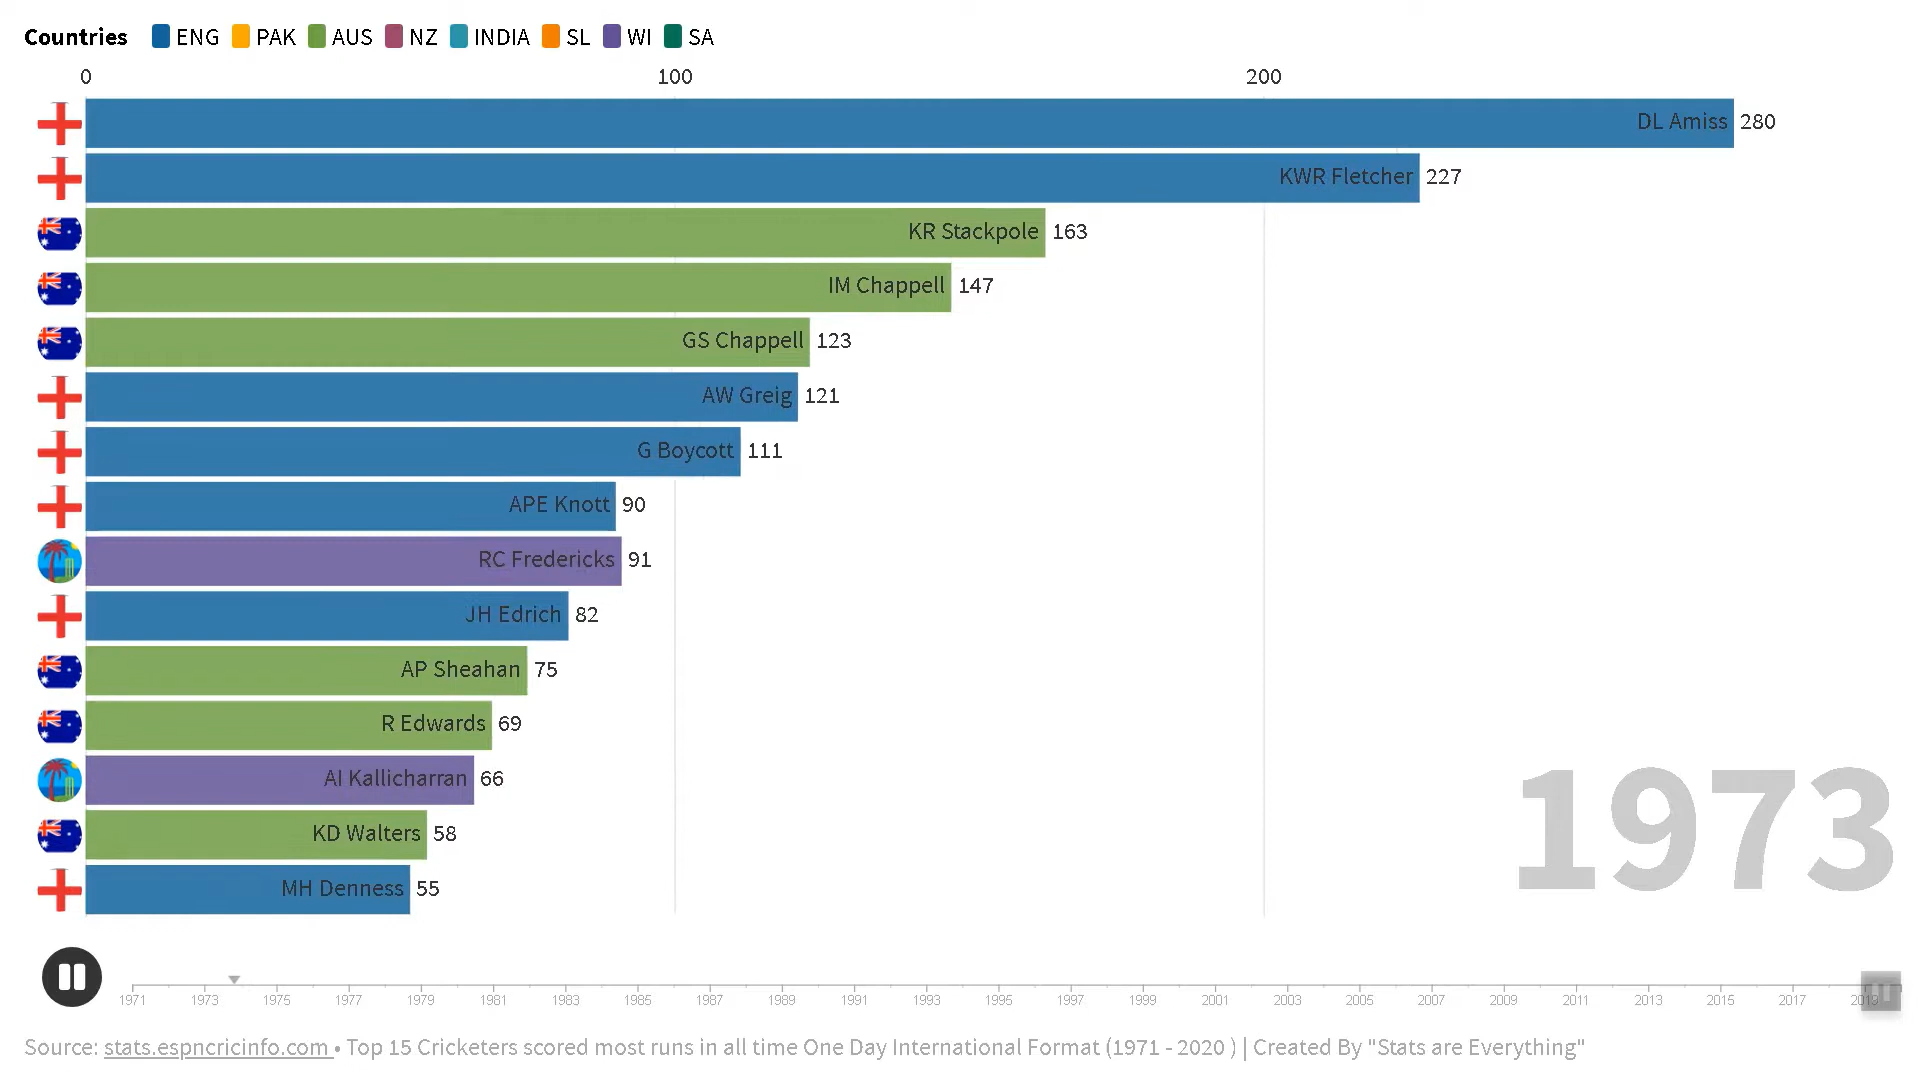 Countries ENG PAK AUS NZ INDIA SL WI SA
0 100 200
DL Amiss 280
KWR Fletcher 227
KR Stackpole 163
IM Chappell 147
GS Chappell 123
AW Greig 121
G Boycott 111
APE Knott 90
RC Fredericks 91
JH Edrich 82
AP Sheahan 75
R Edwards 69
AI Kallicharran 66
KD Walters 58
MH Denness 55
1973
1971 1973 1975 1977 1979 1981 1983 1985 1987 1989 1991 1993 1995 1997 1999 2001 2003 2005 2007 2009 2011 2013 2015 2017 2019
Source: stats.espncricinfo.com • Top 15 Cricketers scored most runs in all time One Day International Format (1971 - 2020 ) | Created By "Stats are Everything"